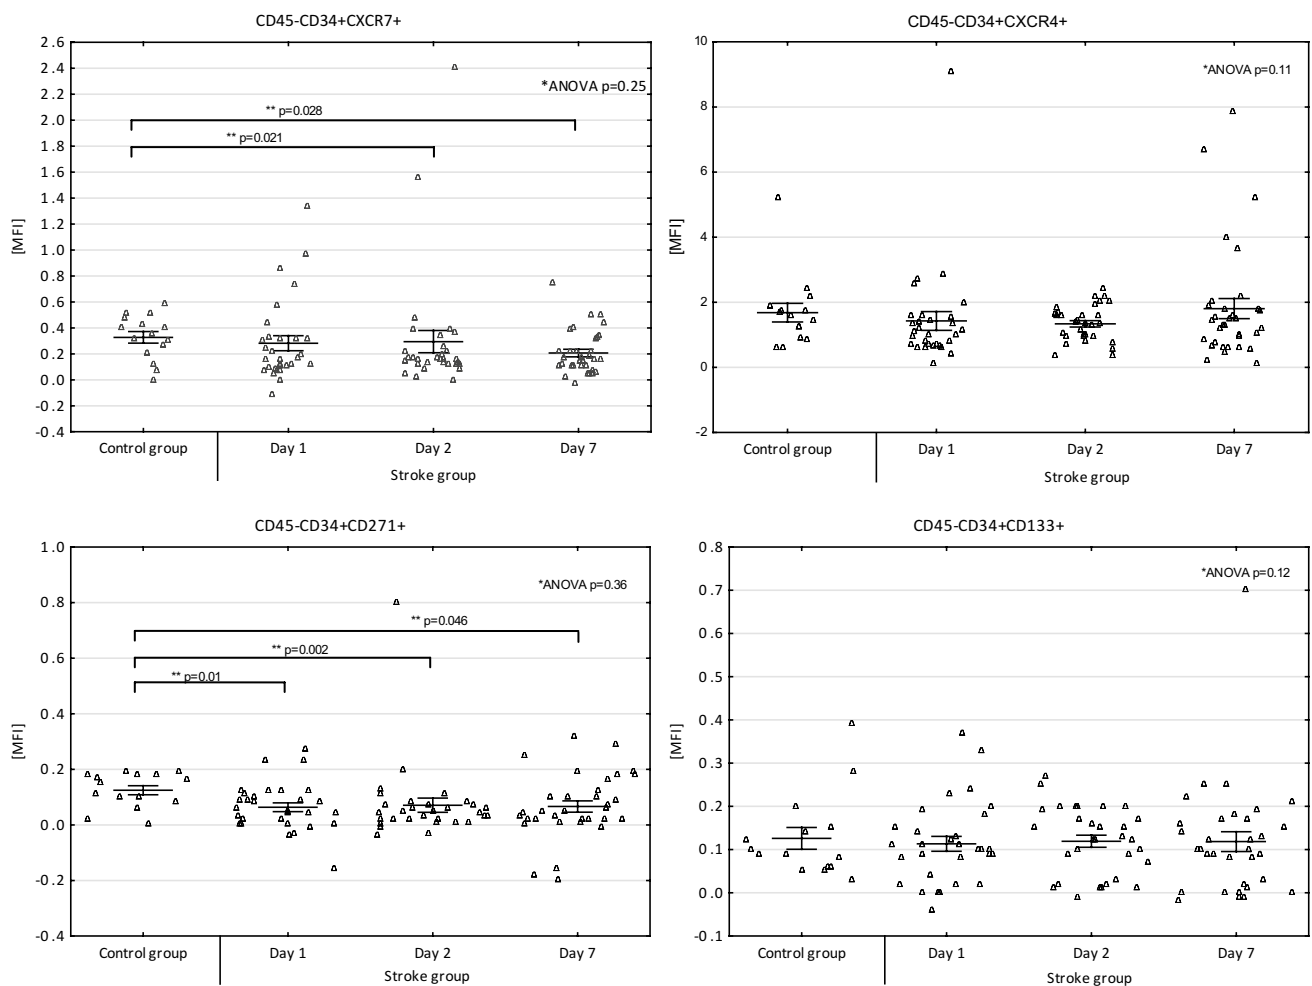 CD45-CD34+CXCR7+
2.6
2.4
2.2
2.0
1.8
1.6
1.4
1.2
1.0
0.8
0.6
0.4
0.2
0.0
-0.2
-0.4
[MFI]
*ANOVA p=0.25
** p=0.028
** p=0.021
Control group
Day 1
Day 2
Day 7
Stroke group
CD45-CD34+CXCR4+
10
8
6
4
2
0
-2
[MFI]
*ANOVA p=0.11
Control group
Day 1
Day 2
Day 7
Stroke group
CD45-CD34+CD271+
1.0
0.8
0.6
0.4
0.2
0.0
-0.2
-0.4
[MFI]
*ANOVA p=0.36
** p=0.046
** p=0.002
** p=0.01
Control group
Day 1
Day 2
Day 7
Stroke group
CD45-CD34+CD133+
0.8
0.7
0.6
0.5
0.4
0.3
0.2
0.1
0.0
-0.1
[MFI]
*ANOVA p=0.12
Control group
Day 1
Day 2
Day 7
Stroke group